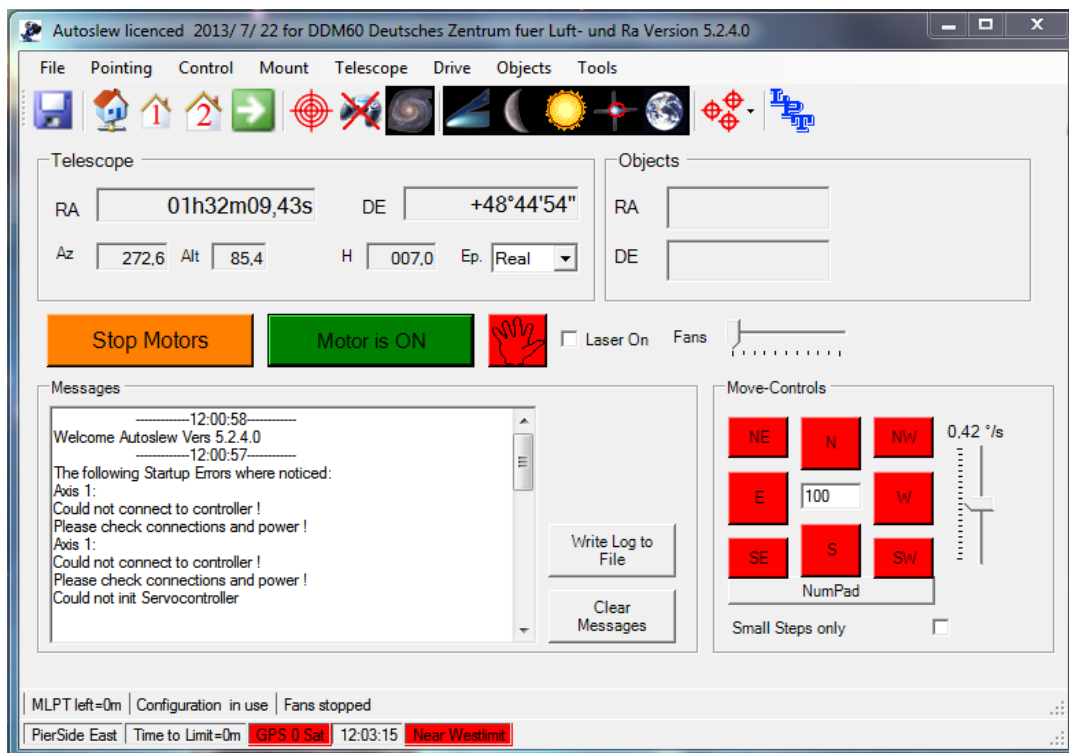 Autoslew licenced 2013/ 7/ 22 for DDM60 Deutsches Zentrum fuer Luft- und Ra Version 5.2.4.0
File Pointing Control Mount Telescope Drive Objects Tools
1 2 LPT
Telescope
RA 01h32m09,43s DE +48°44'54"
Az 272,6 Alt 85,4 H 007,0 Ep. Real
Objects
RA
DE
Stop Motors Motor is ON Laser On Fans
Messages
-------------12:00:58------------
Welcome Autoslew Vers 5.2.4.0
-------------12:00:57------------
The following Startup Errors where noticed:
Axis 1:
Could not connect to controller !
Please check connections and power !
Axis 1:
Could not connect to controller !
Please check connections and power !
Could not init Servocontroller
Write Log to
File
Clear
Messages
Move-Controls
NE N NW 0,42 °/s
E 100 W
SE S SW
NumPad
Small Steps only
MLPT left=0m Configuration in use Fans stopped
PierSide East Time to Limit=0m GPS 0 Sat 12:03:15 Near Westlimit